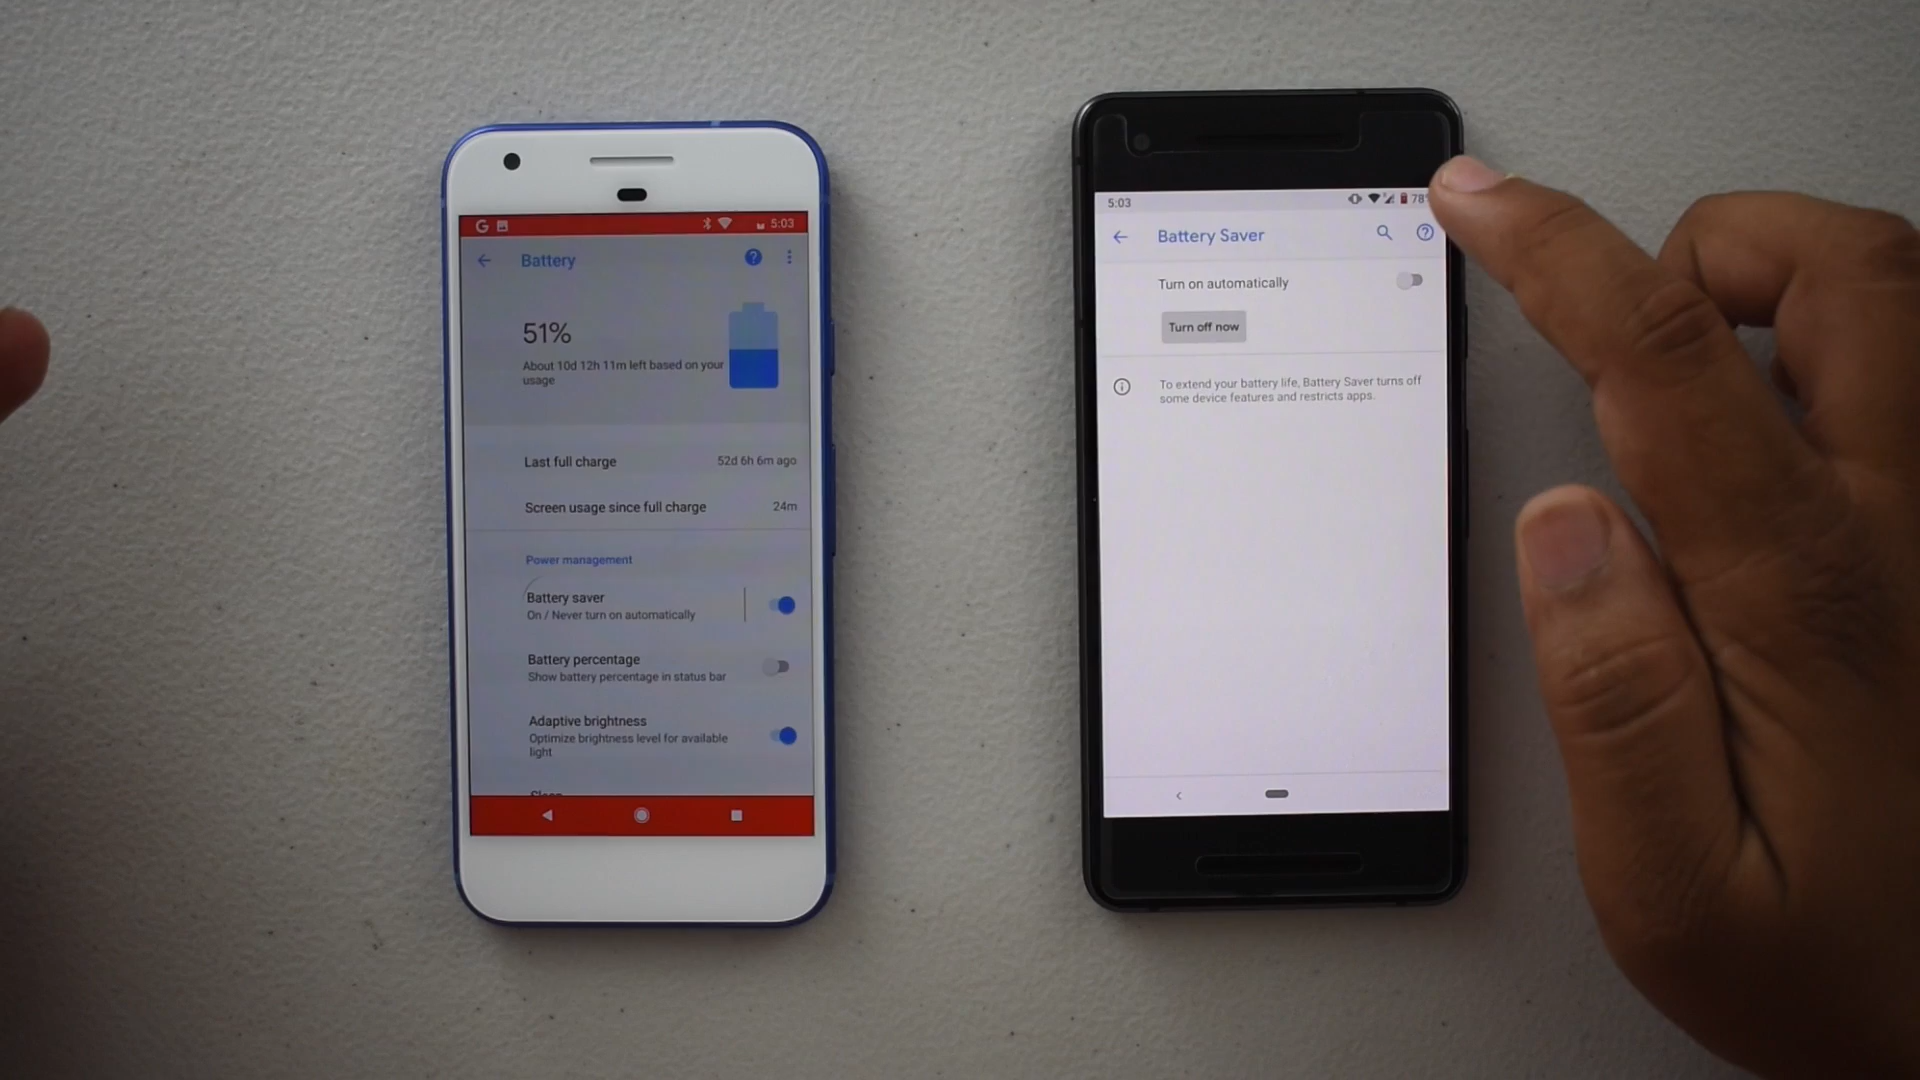 5:03
Battery
51%
About 10d 12h 11m left based on your
usage
Last full charge
52d 6h 6m ago
Screen usage since full charge
24m
Power management
Battery saver
On / Never turn on automatically
Battery percentage
Show battery percentage in status bar
Adaptive brightness
Optimize brightness level for available
light
5:03
78
Battery Saver
Turn on automatically
Turn off now
To extend your battery life, Battery Saver turns off
some device features and restricts apps.